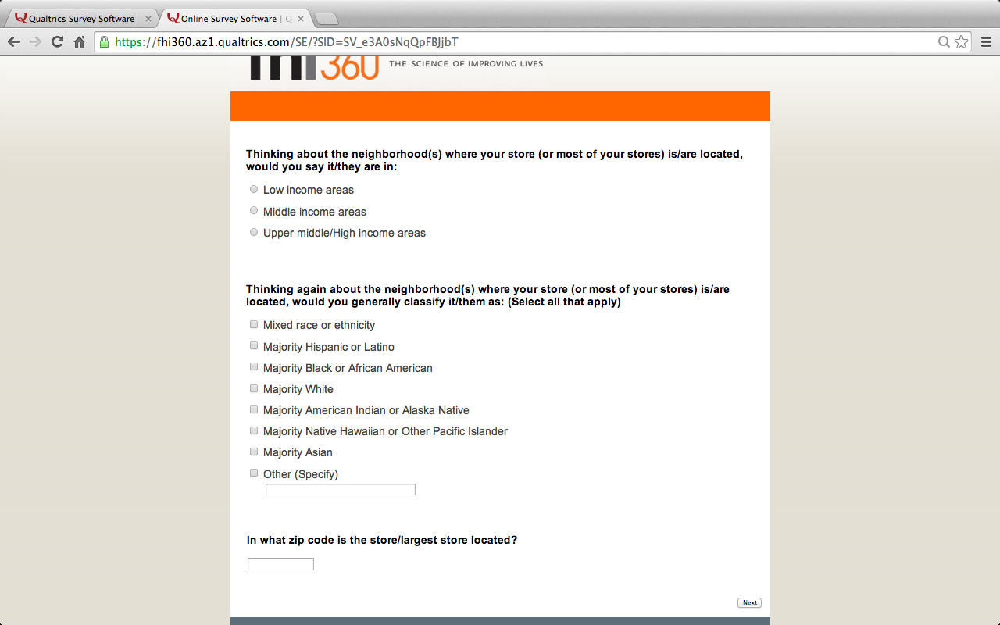 Qualtrics Survey Software
Online Survey Software | Q
https://fhi360.az1.qualtrics.com/SE/?SID=SV_e3A0sNqQpFBJjbT
fhi360 THE SCIENCE OF IMPROVING LIVES
Thinking about the neighborhood(s) where your store (or most of your stores) is/are located,
would you say it/they are in:
Low income areas
Middle income areas
Upper middle/High income areas
Thinking again about the neighborhood(s) where your store (or most of your stores) is/are
located, would you generally classify it/them as: (Select all that apply)
Mixed race or ethnicity
Majority Hispanic or Latino
Majority Black or African American
Majority White
Majority American Indian or Alaska Native
Majority Native Hawaiian or Other Pacific Islander
Majority Asian
Other (Specify)
In what zip code is the store/largest store located?
Next